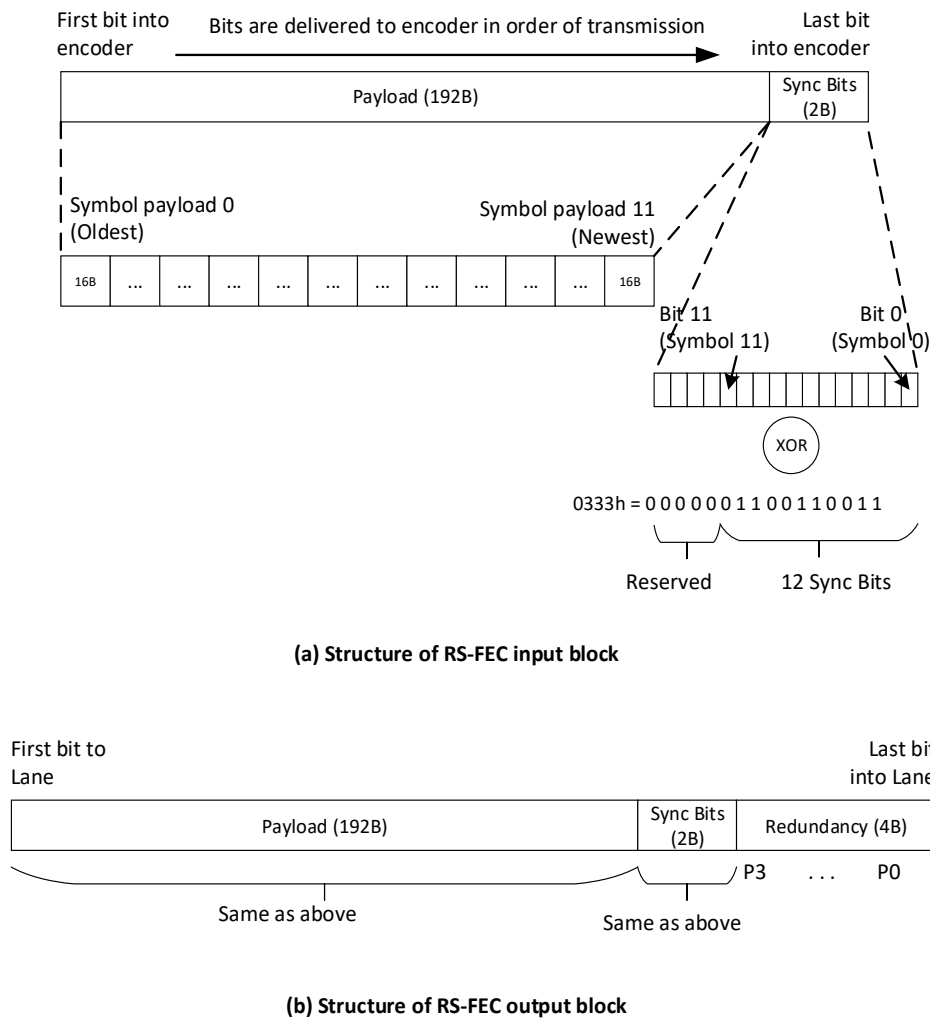 First bit into
encoder
Bits are delivered to encoder in order of transmission
Last bit
into encoder
Payload (192B)
Sync Bits
(2B)
Symbol payload 0
(Oldest)
Symbol payload 11
(Newest)
16B
...
...
...
...
...
...
...
...
...
...
16B
Bit 11
(Symbol 11)
Bit 0
(Symbol 0)
XOR
0333h = 0 0 0 0 0 0 1 1 0 0 1 1 0 0 1 1
Reserved
12 Sync Bits
(a) Structure of RS-FEC input block
First bit to
Lane
Last bit
into Lane
Payload (192B)
Sync Bits
(2B)
Redundancy (4B)
P3 . . . P0
Same as above
Same as above
(b) Structure of RS-FEC output block